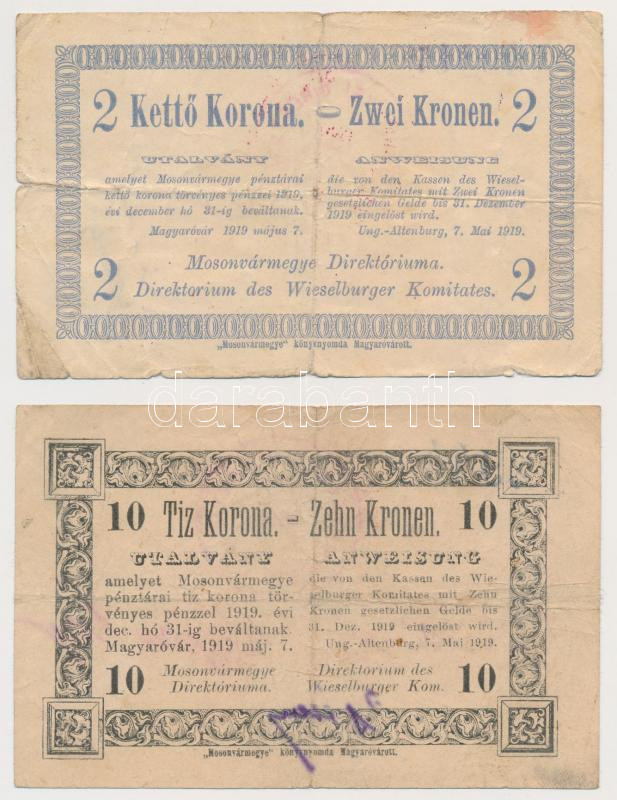 2 Kettő Korona. - Zwei Kronen. 2
UTALVÁNY
amelyet Mosonvármegye pénztárai
kettő korona törvényes pénzzel 1919.
évi december hó 31-ig beváltanak.
Magyaróvár 1919 május 7.
ANWEISUNG
die von den Kassen des Wiesel-
burger Komitates mit Zwei Kronen
gesetzlichen Gelde bis 31. Dezember
1919 eingelöst wird.
Ung.-Altenburg, 7. Mai 1919.
2 Mosonvármegye Direktóriuma. 2
Direktorium des Wieselburger Komitates.
„Mosonvármegye" könyvnyomda Magyaróvárott.
darabanth
10 Tiz Korona. - Zehn Kronen. 10
UTALVÁNY
amelyet Mosonvármegye
pénztárai tiz korona tör-
vényes pénzzel 1919. évi
dec. hó 31-ig beváltanak.
Magyaróvár, 1919 máj. 7.
ANWEISUNG
die von den Kassen des Wie-
selburger Komitates mit Zehn
Kronen gesetzlichen Gelde bis
31. Dez. 1919 eingelöst wird.
Ung.-Altenburg, 7. Mai 1919.
10 Mosonvármegye
Direktóriuma.
Direktorium des
Wieselburger Kom. 10
„Mosonvármegye" könyvnyomda Magyaróvárott.